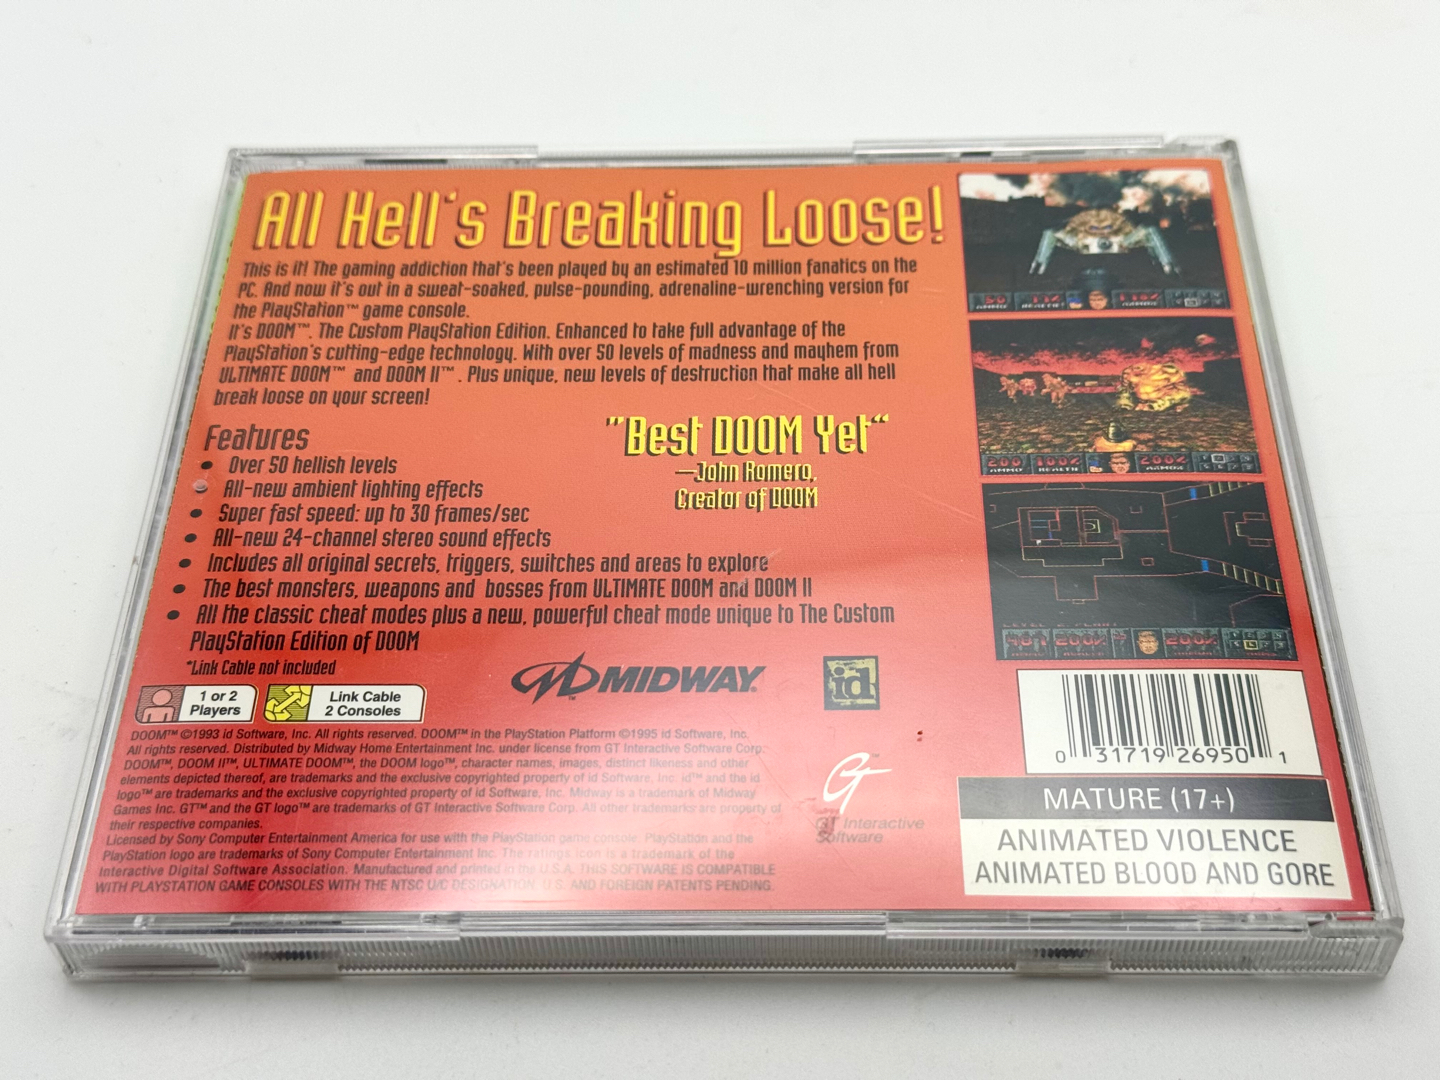 All Hell's Breaking Loose!
This is it! The gaming addiction that's been played by an estimated 10 million fanatics on the
PC. And now it's out in a sweat-soaked, pulse-pounding, adrenaline-wrenching version for
the PlayStation™ game console.
It's DOOM™. The Custom PlayStation Edition. Enhanced to take full advantage of the
PlayStation's cutting-edge technology. With over 50 levels of madness and mayhem from
ULTIMATE DOOM™ and DOOM II™. Plus unique, new levels of destruction that make all hell
break loose on your screen!
Features
• Over 50 hellish levels
• All-new ambient lighting effects
• Super fast speed: up to 30 frames/sec
• All-new 24-channel stereo sound effects
• Includes all original secrets, triggers, switches and areas to explore
• The best monsters, weapons and bosses from ULTIMATE DOOM and DOOM II
• All the classic cheat modes plus a new, powerful cheat mode unique to The Custom
PlayStation Edition of DOOM
*Link Cable not included
"Best DOOM Yet"
—John Romero,
Creator of DOOM
1 or 2
Players
Link Cable
2 Consoles
MIDWAY
id
DOOM™ ©1993 id Software, Inc. All rights reserved. DOOM™ in the PlayStation Platform ©1995 id Software, Inc.
All rights reserved. Distributed by Midway Home Entertainment Inc. under license from GT Interactive Software Corp.
DOOM™, DOOM II™, ULTIMATE DOOM™, the DOOM logo™, character names, images, distinct likeness and other
elements depicted thereof, are trademarks and the exclusive copyrighted property of id Software, Inc. id™ and the id
logo™ are trademarks and the exclusive copyrighted property of id Software, Inc. Midway is a trademark of Midway
Games Inc. GT™ and the GT logo™ are trademarks of GT Interactive Software Corp. All other trademarks are property of
their respective companies.
Licensed by Sony Computer Entertainment America for use with the PlayStation game console. PlayStation and the
PlayStation logo are trademarks of Sony Computer Entertainment Inc. The ratings icon is a trademark of the
Interactive Digital Software Association. Manufactured and printed in the U.S.A. THIS SOFTWARE IS COMPATIBLE
WITH PLAYSTATION GAME CONSOLES WITH THE NTSC U/C DESIGNATION. U.S. AND FOREIGN PATENTS PENDING.
GT
GT Interactive
Software
0 31719 26950 1
MATURE (17+)
ANIMATED VIOLENCE
ANIMATED BLOOD AND GORE